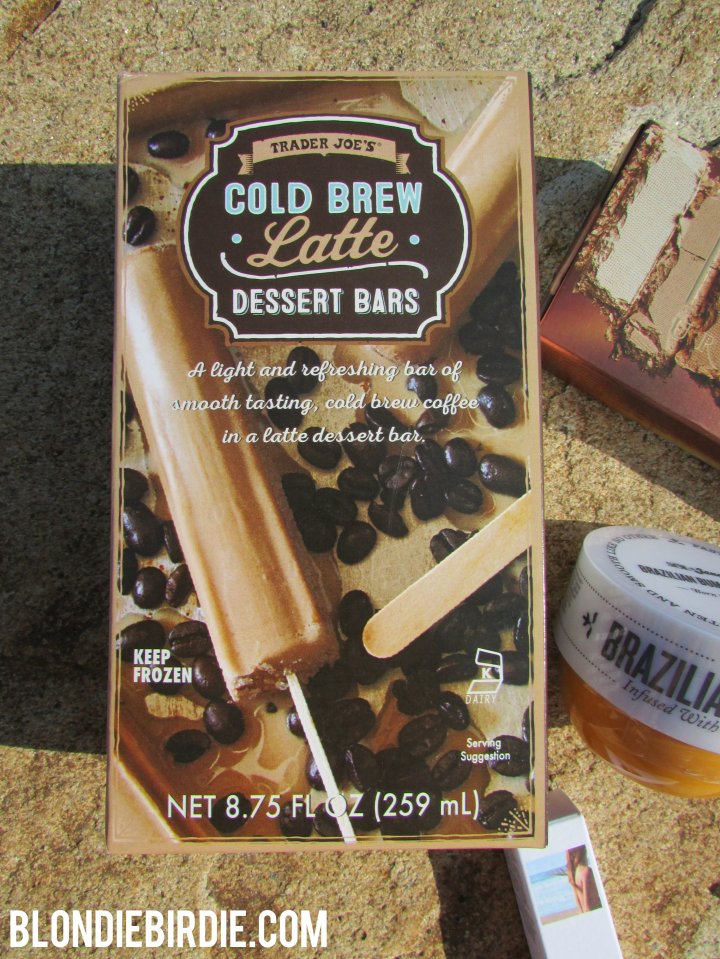 TRADER JOE'S®
COLD BREW
Latte
DESSERT BARS
A light and refreshing bar of
smooth tasting, cold brew coffee
in a latte dessert bar.
KEEP
FROZEN
K
DAIRY
Serving
Suggestion
NET 8.75 FL OZ (259 mL)
BRAZILIAN BUM
BRAZILIA
Infused With
BLONDIEBIRDIE.COM